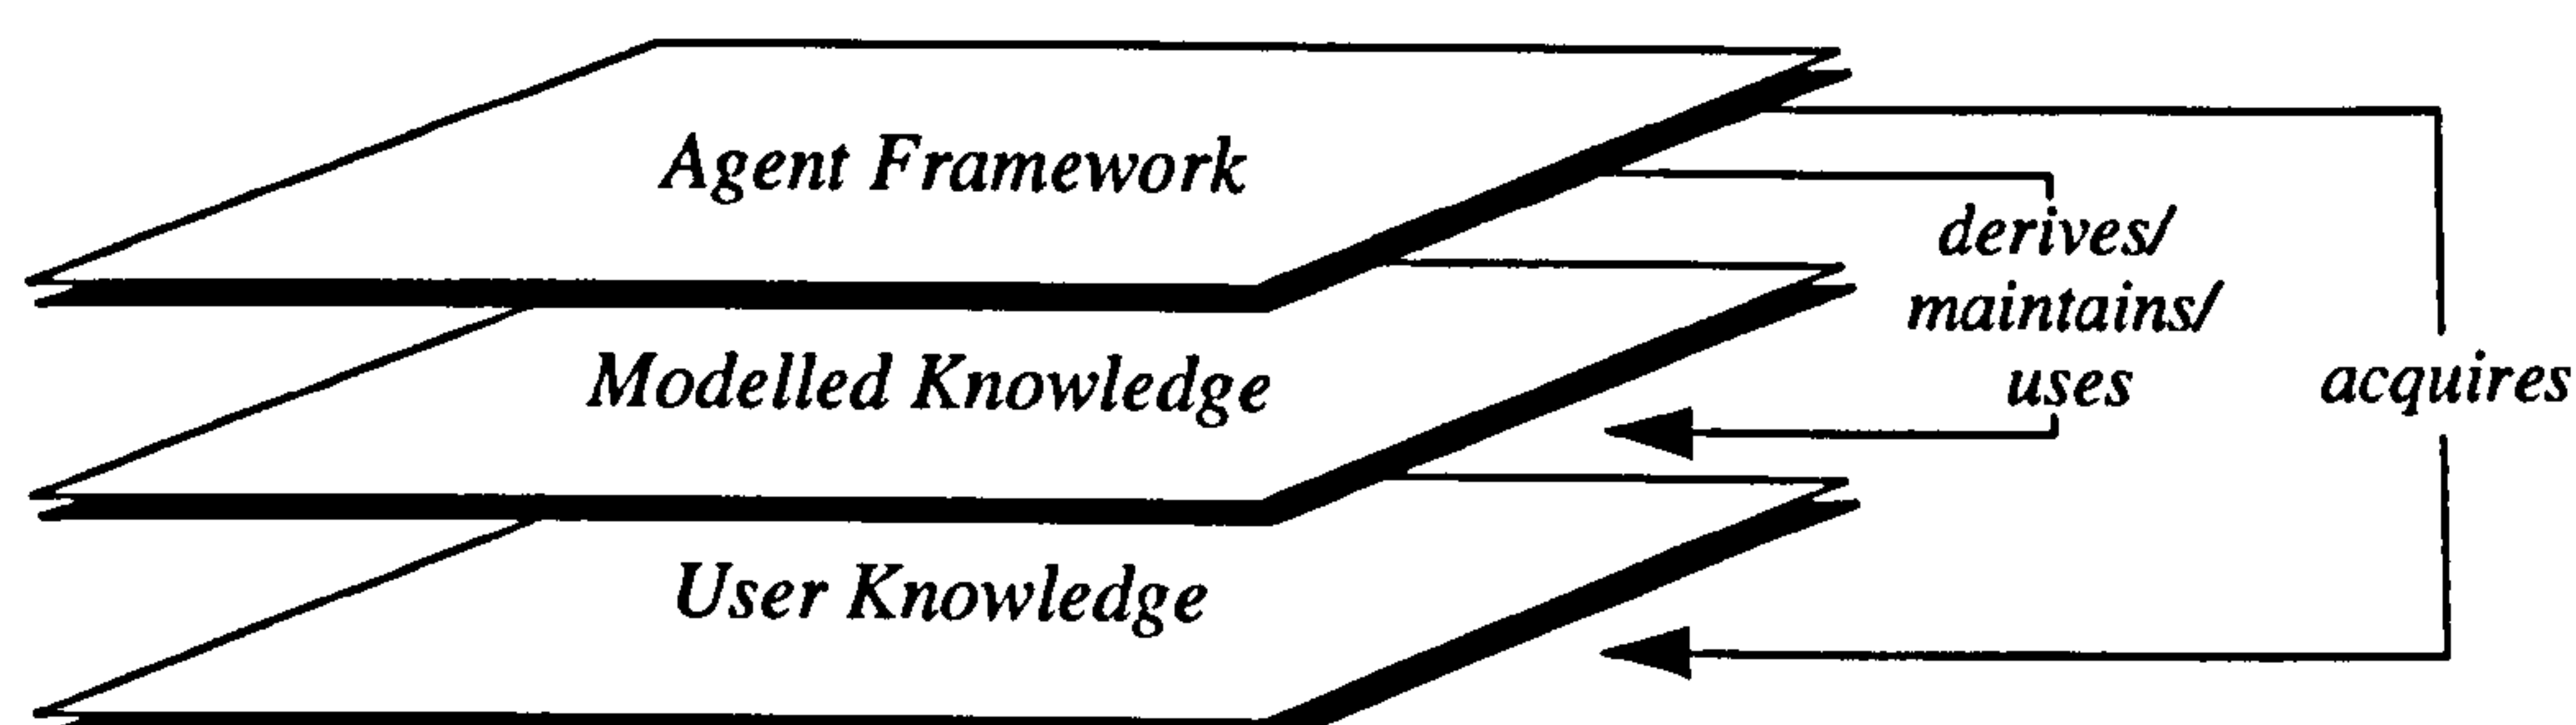 Agent Framework
derives/
maintains/
uses
Modelled Knowledge
acquires
User Knowledge